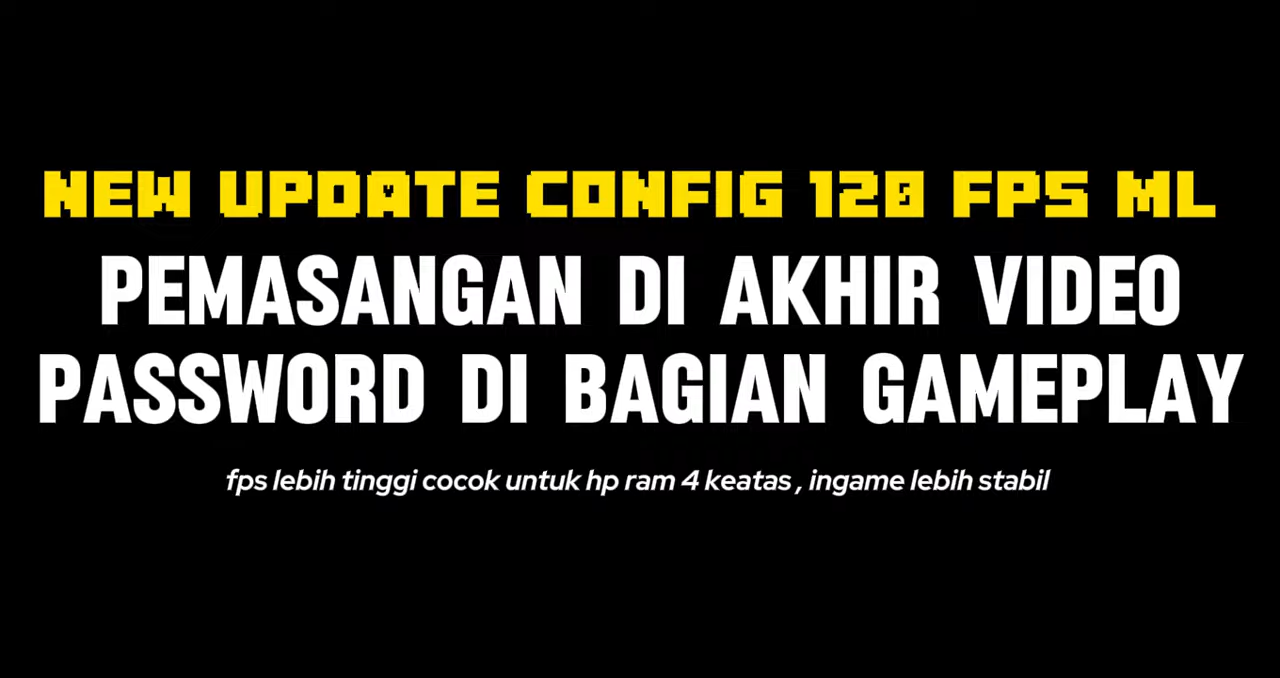 NEW UPDATE CONFIG 120 FPS ML
PEMASANGAN DI AKHIR VIDEO
PASSWORD DI BAGIAN GAMEPLAY
fps lebih tinggi cocok untuk hp ram 4 keatas , ingame lebih stabil